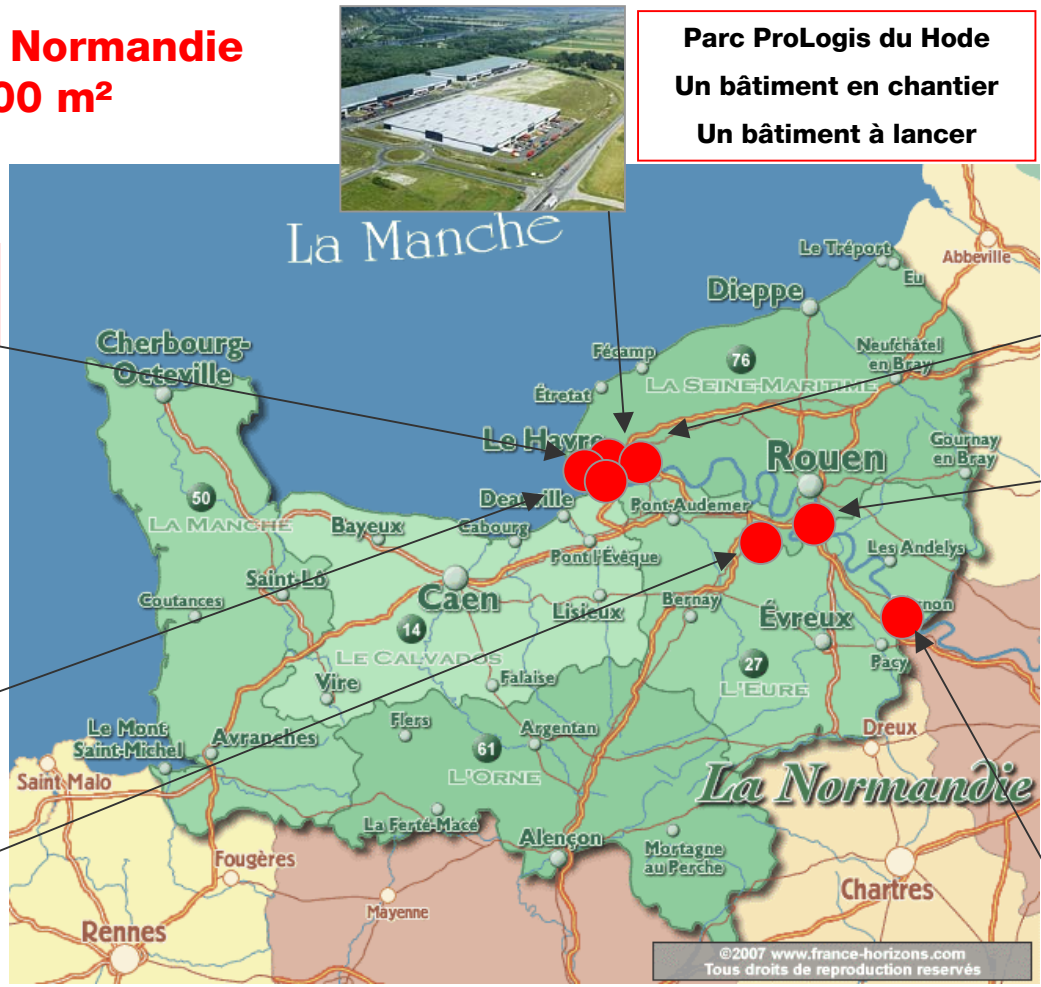 Normandie
00 m²
Parc ProLogis du Hode
Un bâtiment en chantier
Un bâtiment à lancer
La Manche
Le Tréport
Eu
Abbeville
Dieppe
Cherbourg-
Octeville
Fécamp
76
Neufchâtel
en Bray
LA SEINE-MARITIME
Étretat
Le Havre
Rouen
Gournay
en Bray
50
LA MANCHE
Deauville
Pont-Audemer
Bayeux
Cabourg
Pont l'Évêque
Les Andelys
Saint-Lô
Caen
Coutances
Lisieux
Bernay
Évreux
rnon
14
LE CALVADOS
27
L'EURE
Pacy
Vire
Falaise
Flers
Argentan
Dreux
Le Mont
Saint-Michel
Avranches
61
L'ORNE
Saint Malo
La Normandie
La Ferté-Macé
Alençon
Mortagne
au Perche
Fougères
Chartres
Mayenne
Rennes
©2007 www.france-horizons.com
Tous droits de reproduction reservés